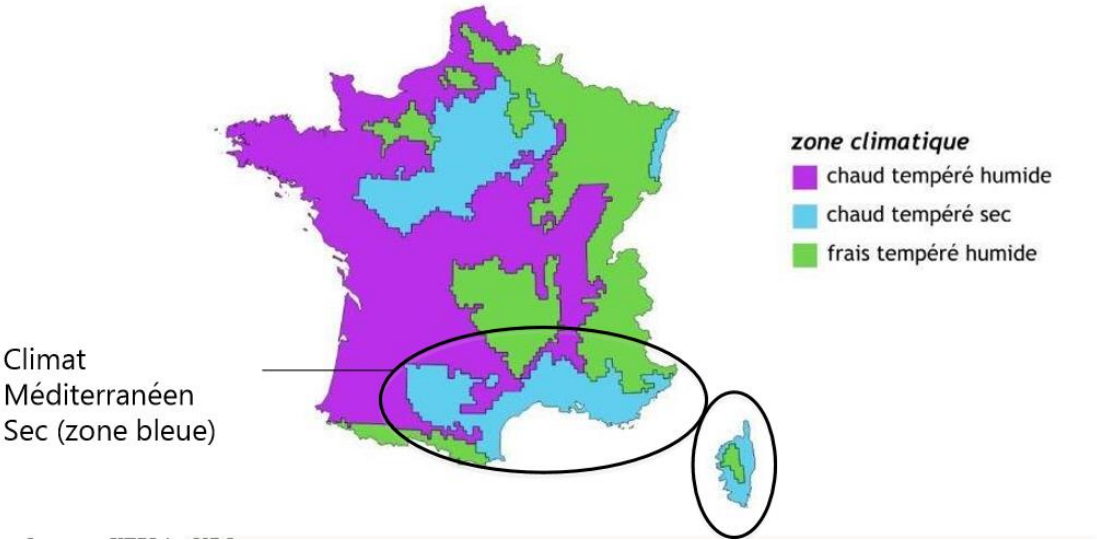 zone climatique
chaud tempéré humide
chaud tempéré sec
frais tempéré humide
Climat
Méditerranéen
Sec (zone bleue)